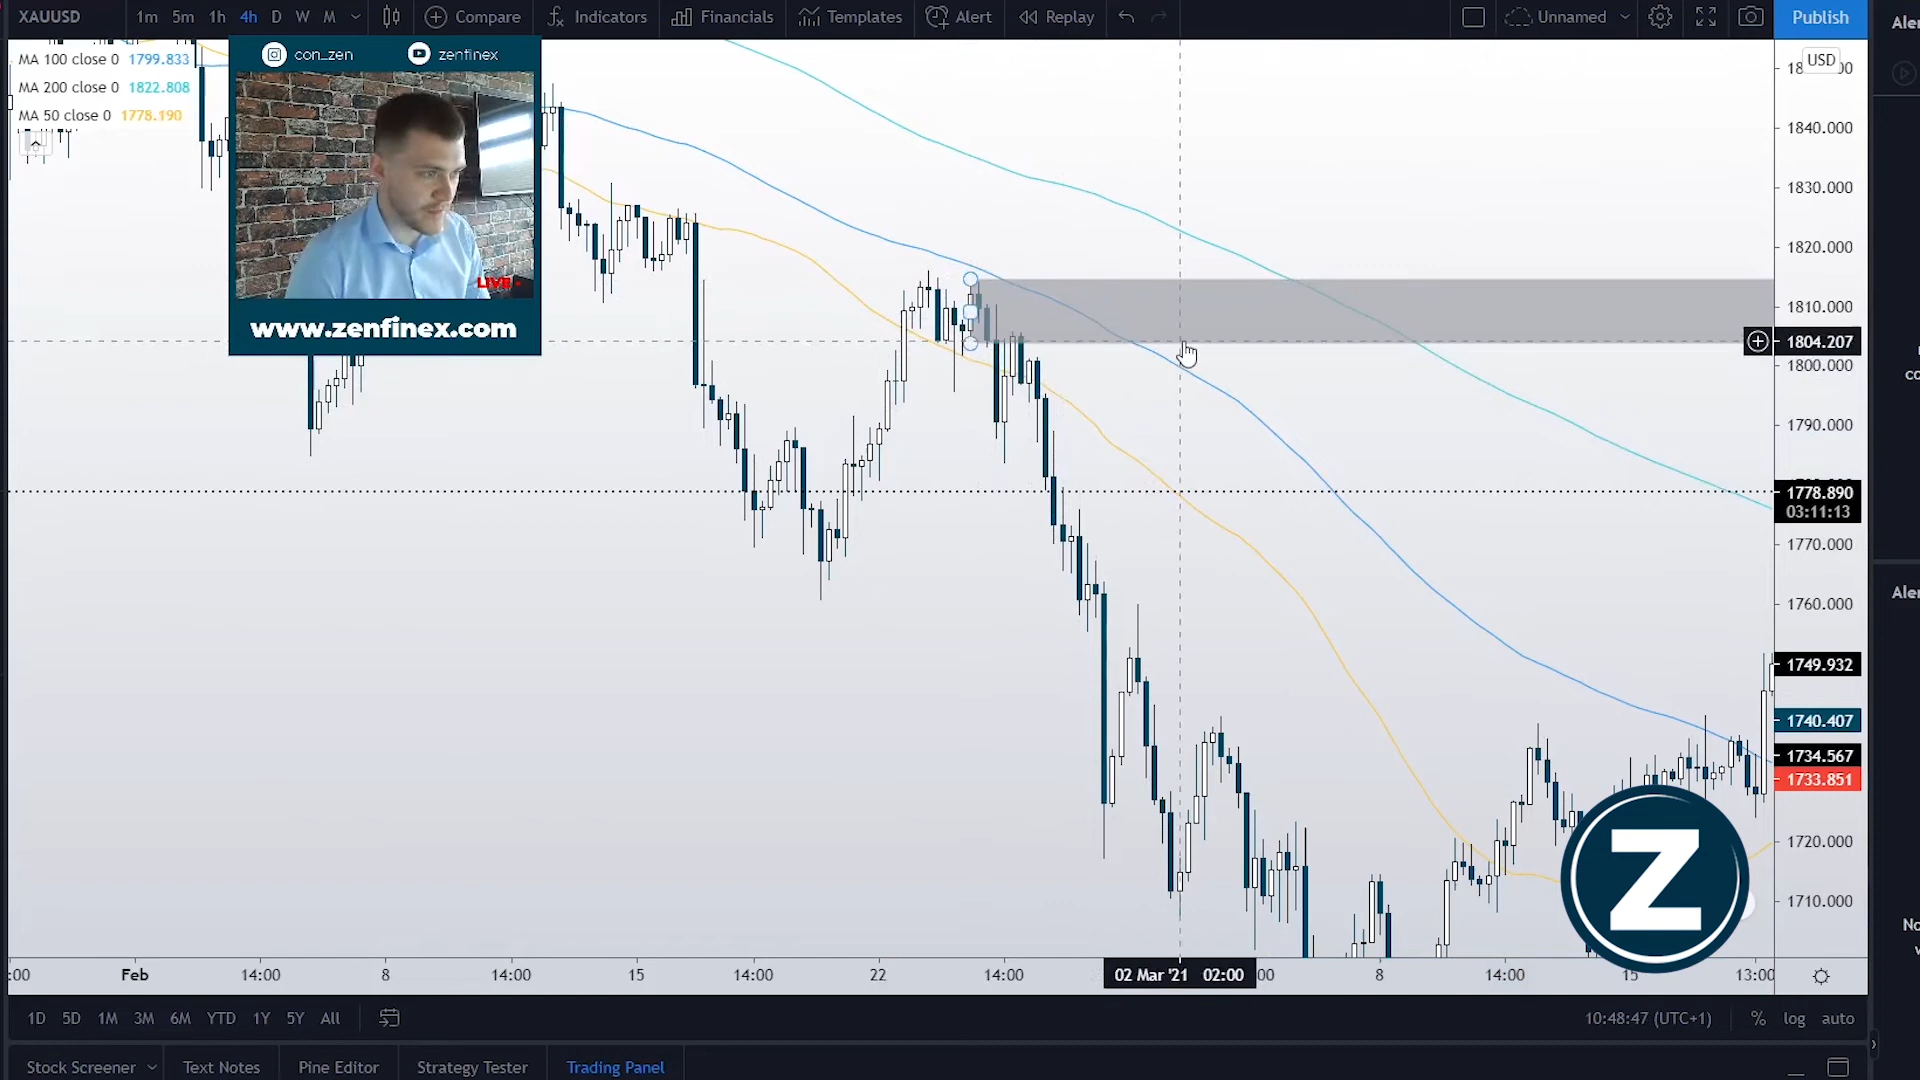 XAUUSD 1m 5m 1h 4h D W M Compare Indicators Financials Templates Alert Replay Unnamed Publish
MA 100 close 0 1799.833
MA 200 close 0 1822.808
MA 50 close 0 1778.190
con_zen zenfinex
LIVE
www.zenfinex.com
USD
1840.000
1830.000
1820.000
1810.000
1804.207
1800.000
1790.000
1778.890
03:11:13
1770.000
1760.000
1749.932
1740.407
1734.567
1733.851
1720.000
1710.000
Z
:00 Feb 14:00 8 14:00 15 14:00 22 14:00 02 Mar '21 02:00 :00 8 14:00 15 13:00
1D 5D 1M 3M 6M YTD 1Y 5Y All 10:48:47 (UTC+1) % log auto
Stock Screener Text Notes Pine Editor Strategy Tester Trading Panel